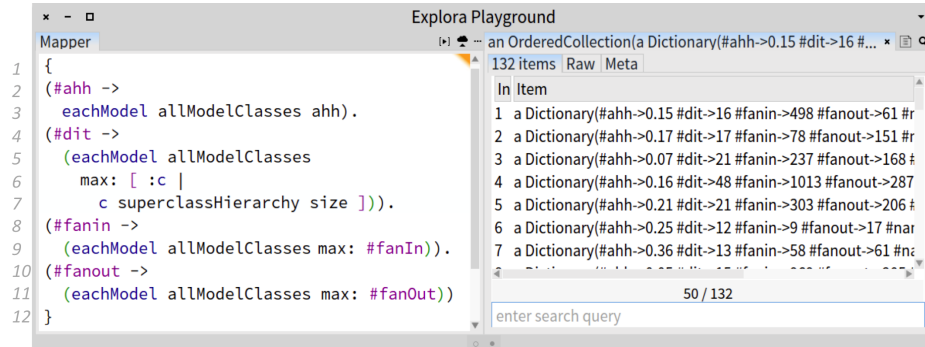 Explora Playground
Mapper
1 {
2 (#ahh ->
3 eachModel allModelClasses ahh).
4 (#dit ->
5 (eachModel allModelClasses
6 max: [ :c |
7 c superclassHierarchy size ])).
8 (#fanin ->
9 (eachModel allModelClasses max: #fanIn)).
10 (#fanout ->
11 (eachModel allModelClasses max: #fanOut))
12 }
an OrderedCollection(a Dictionary(#ahh->0.15 #dit->16 #...
132 items Raw Meta
In Item
1 a Dictionary(#ahh->0.15 #dit->16 #fanin->498 #fanout->61 #
2 a Dictionary(#ahh->0.17 #dit->17 #fanin->78 #fanout->151 #
3 a Dictionary(#ahh->0.07 #dit->21 #fanin->237 #fanout->168 #
4 a Dictionary(#ahh->0.16 #dit->48 #fanin->1013 #fanout->287
5 a Dictionary(#ahh->0.21 #dit->21 #fanin->303 #fanout->206 #
6 a Dictionary(#ahh->0.25 #dit->12 #fanin->9 #fanout->17 #nar
7 a Dictionary(#ahh->0.36 #dit->13 #fanin->58 #fanout->61 #na
50 / 132
enter search query